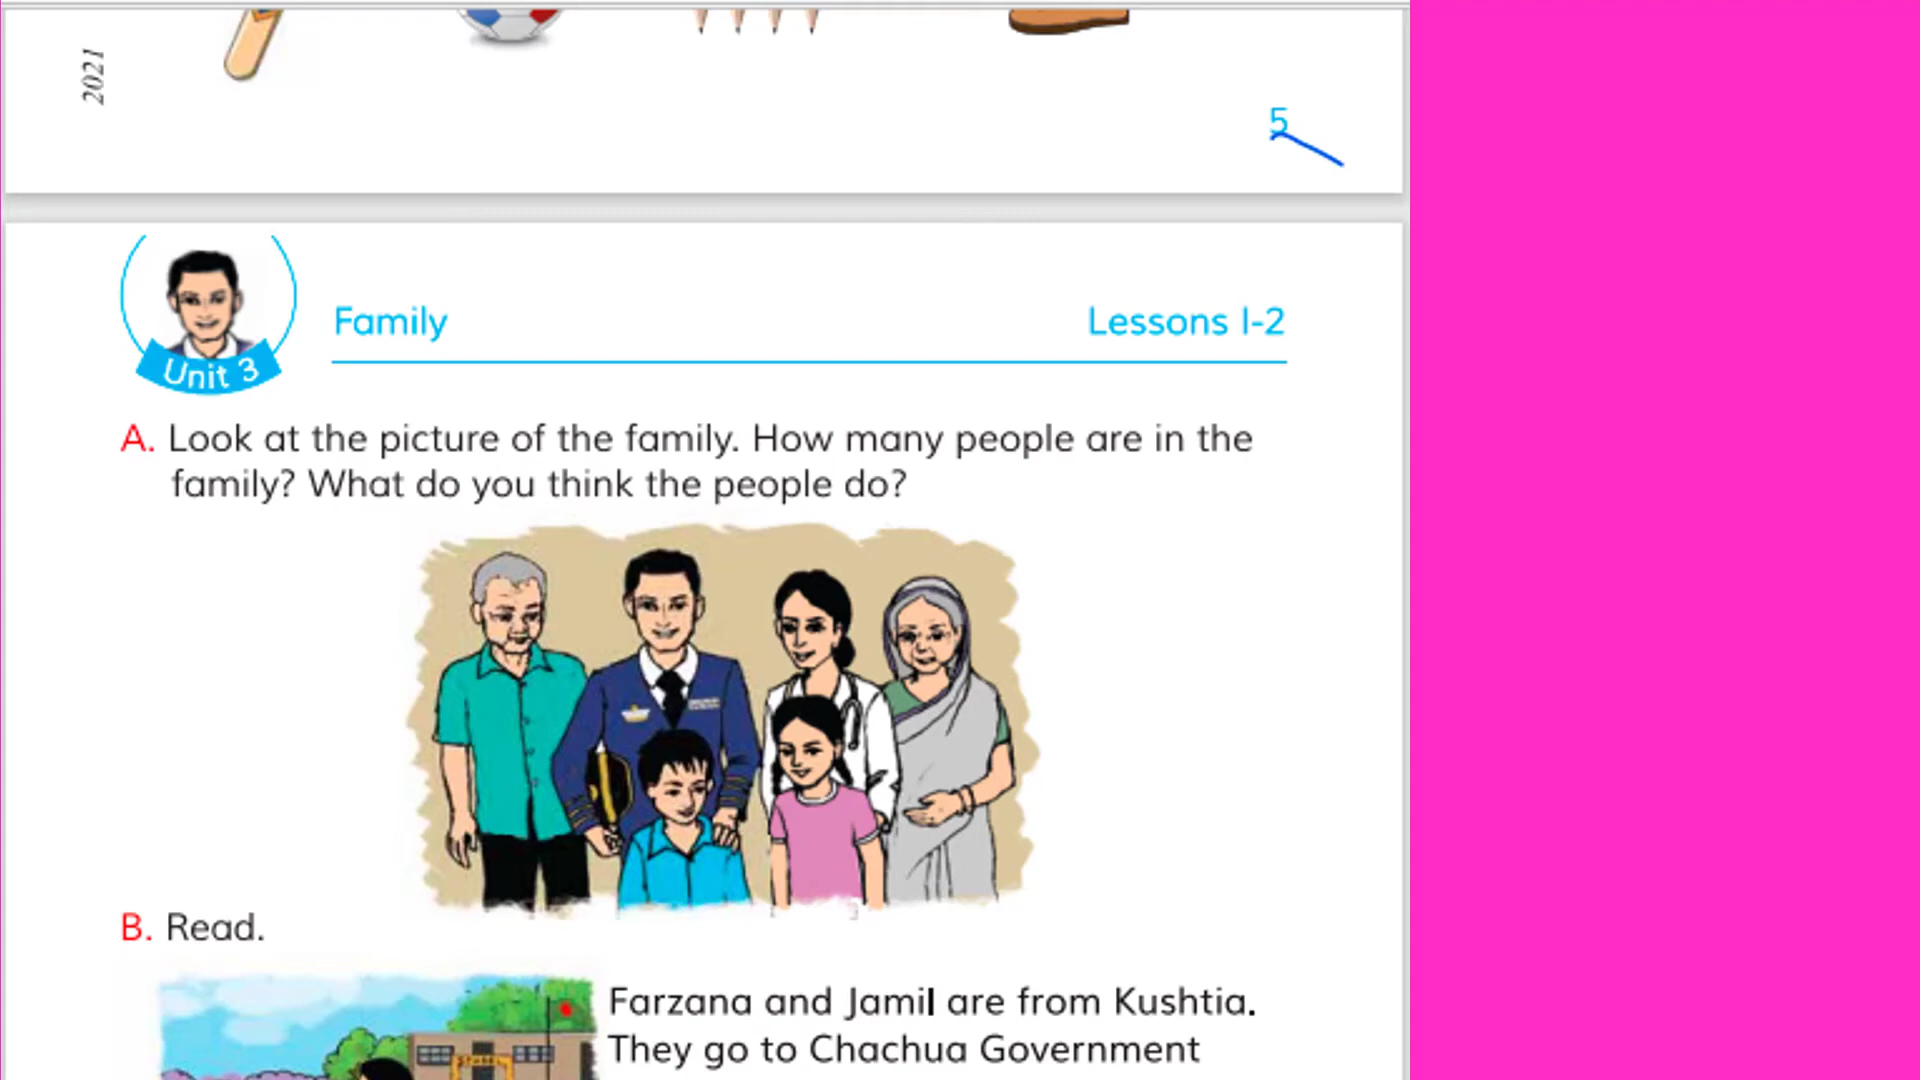 2021
5
Unit 3
Family
Lessons 1-2
A. Look at the picture of the family. How many people are in the
family? What do you think the people do?
B. Read.
Farzana and Jamil are from Kushtia.
They go to Chachua Government